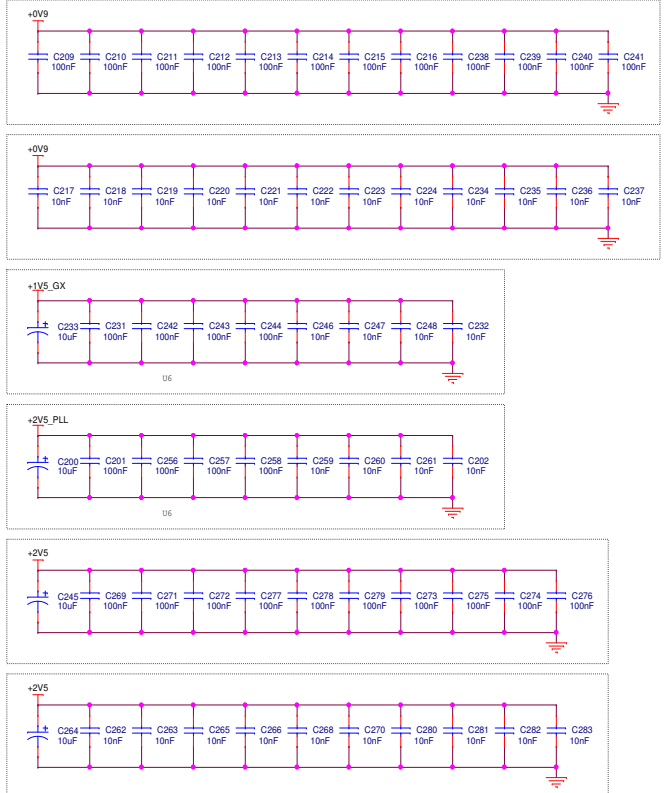 +0V9
C209 C210 C211 C212 C213 C214 C215 C216 C238 C239 C240 C241
100nF 100nF 100nF 100nF 100nF 100nF 100nF 100nF 100nF 100nF 100nF 100nF
+0V9
C217 C218 C219 C220 C221 C222 C223 C224 C234 C235 C236 C237
10nF 10nF 10nF 10nF 10nF 10nF 10nF 10nF 10nF 10nF 10nF 10nF
+1V5_GX
+ C233 C231 C242 C243 C244 C246 C247 C248 C232
10uF 100nF 100nF 100nF 100nF 10nF 10nF 10nF 10nF
U6
+2V5_PLL
+ C200 C201 C256 C257 C258 C259 C260 C261 C202
10uF 100nF 100nF 100nF 100nF 10nF 10nF 10nF 10nF
U6
+2V5
+ C245 C269 C271 C272 C277 C278 C279 C273 C275 C274 C276
10uF 100nF 100nF 100nF 100nF 100nF 100nF 100nF 100nF 100nF 100nF
+2V5
+ C264 C262 C263 C265 C266 C268 C270 C280 C281 C282 C283
10uF 10nF 10nF 10nF 10nF 10nF 10nF 10nF 10nF 10nF 10nF